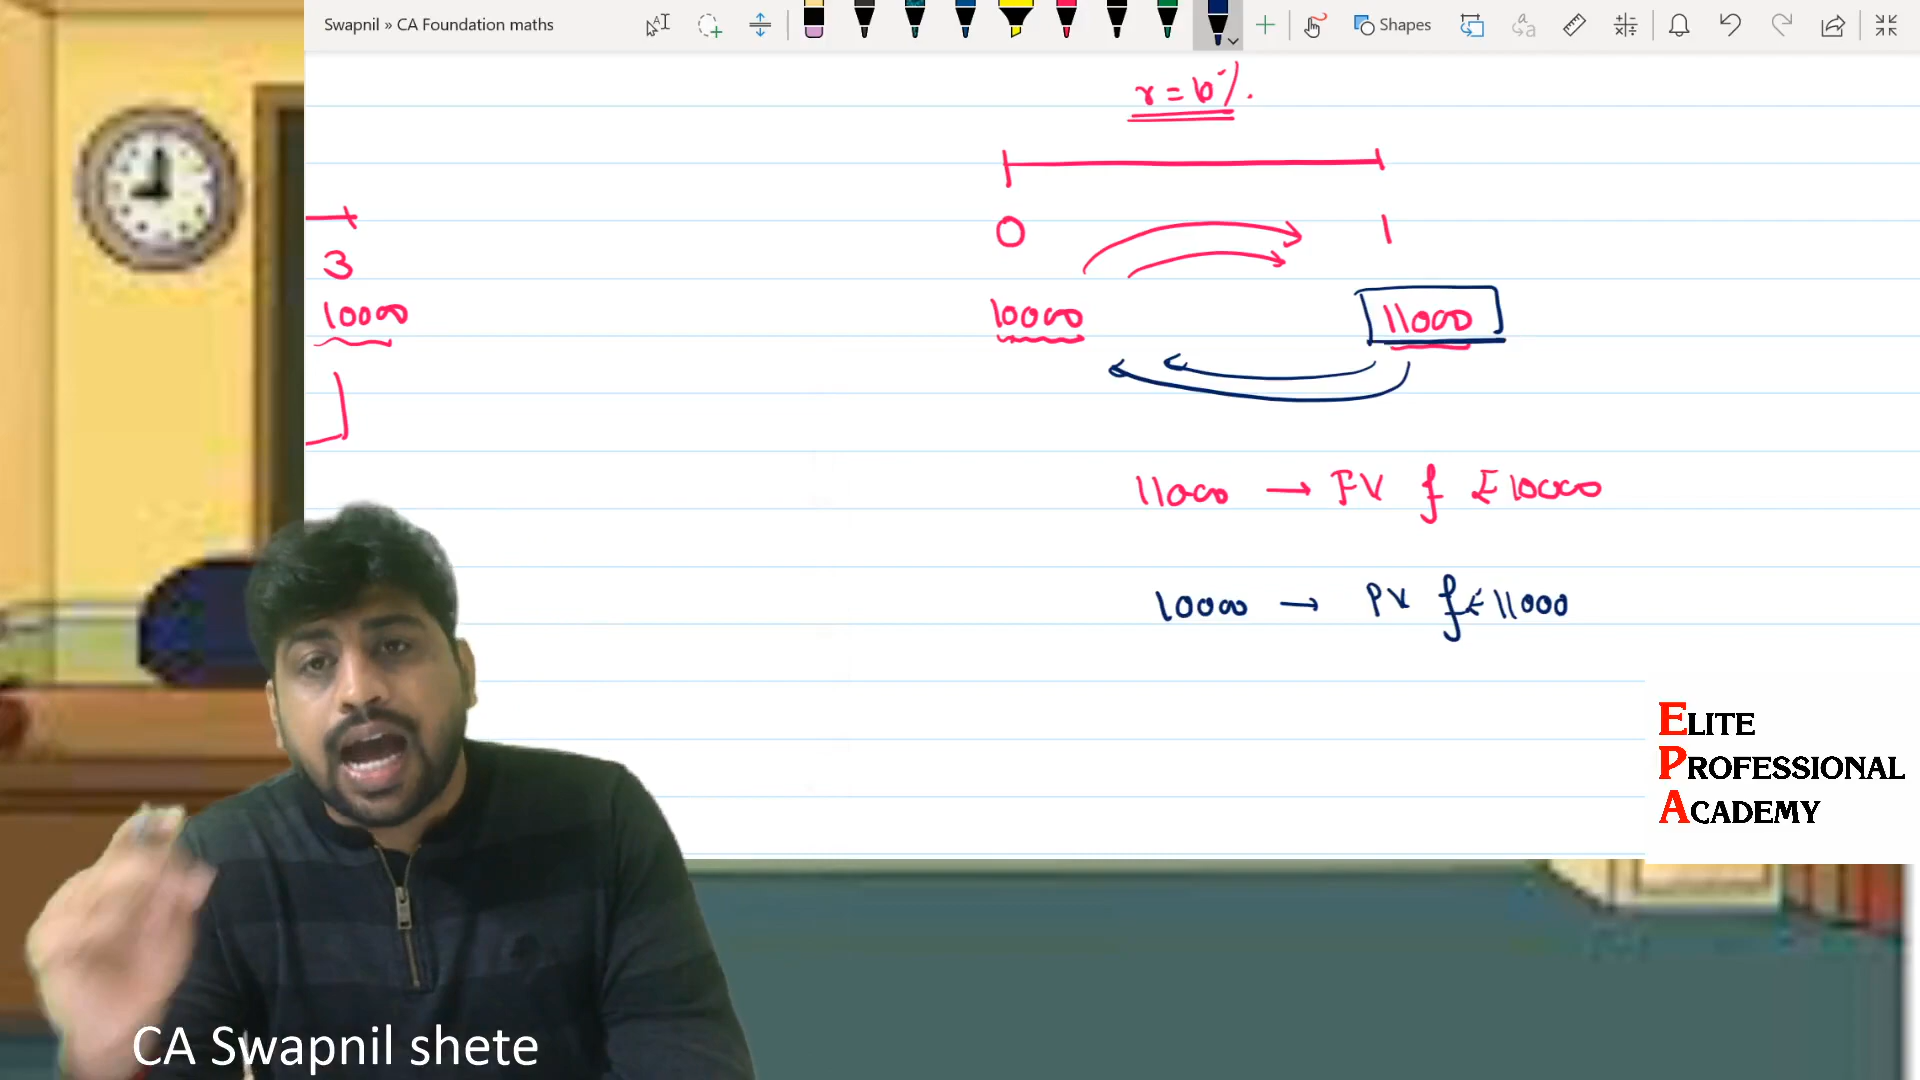 Swapnil » CA Foundation maths
Shapes
r = 10%.
0 1
3
10000
10000 11000
11000 → FV of ₹ 10000
10000 → PV of ₹ 11000
ELITE
PROFESSIONAL
ACADEMY
CA Swapnil shete